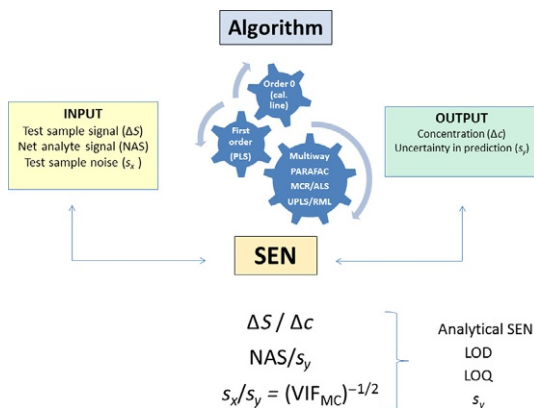 Algorithm
Order 0
(cal.
line)
First
order
(PLS)
Multiway
PARAFAC
MCR/ALS
UPLS/RML
INPUT
Test sample signal (ΔS)
Net analyte signal (NAS)
Test sample noise (sx )
OUTPUT
Concentration (Δc)
Uncertainty in prediction (sy)
SEN
ΔS / Δc
NAS/sy
sx/sy = (VIFMC)−1/2
Analytical SEN
LOD
LOQ
sy